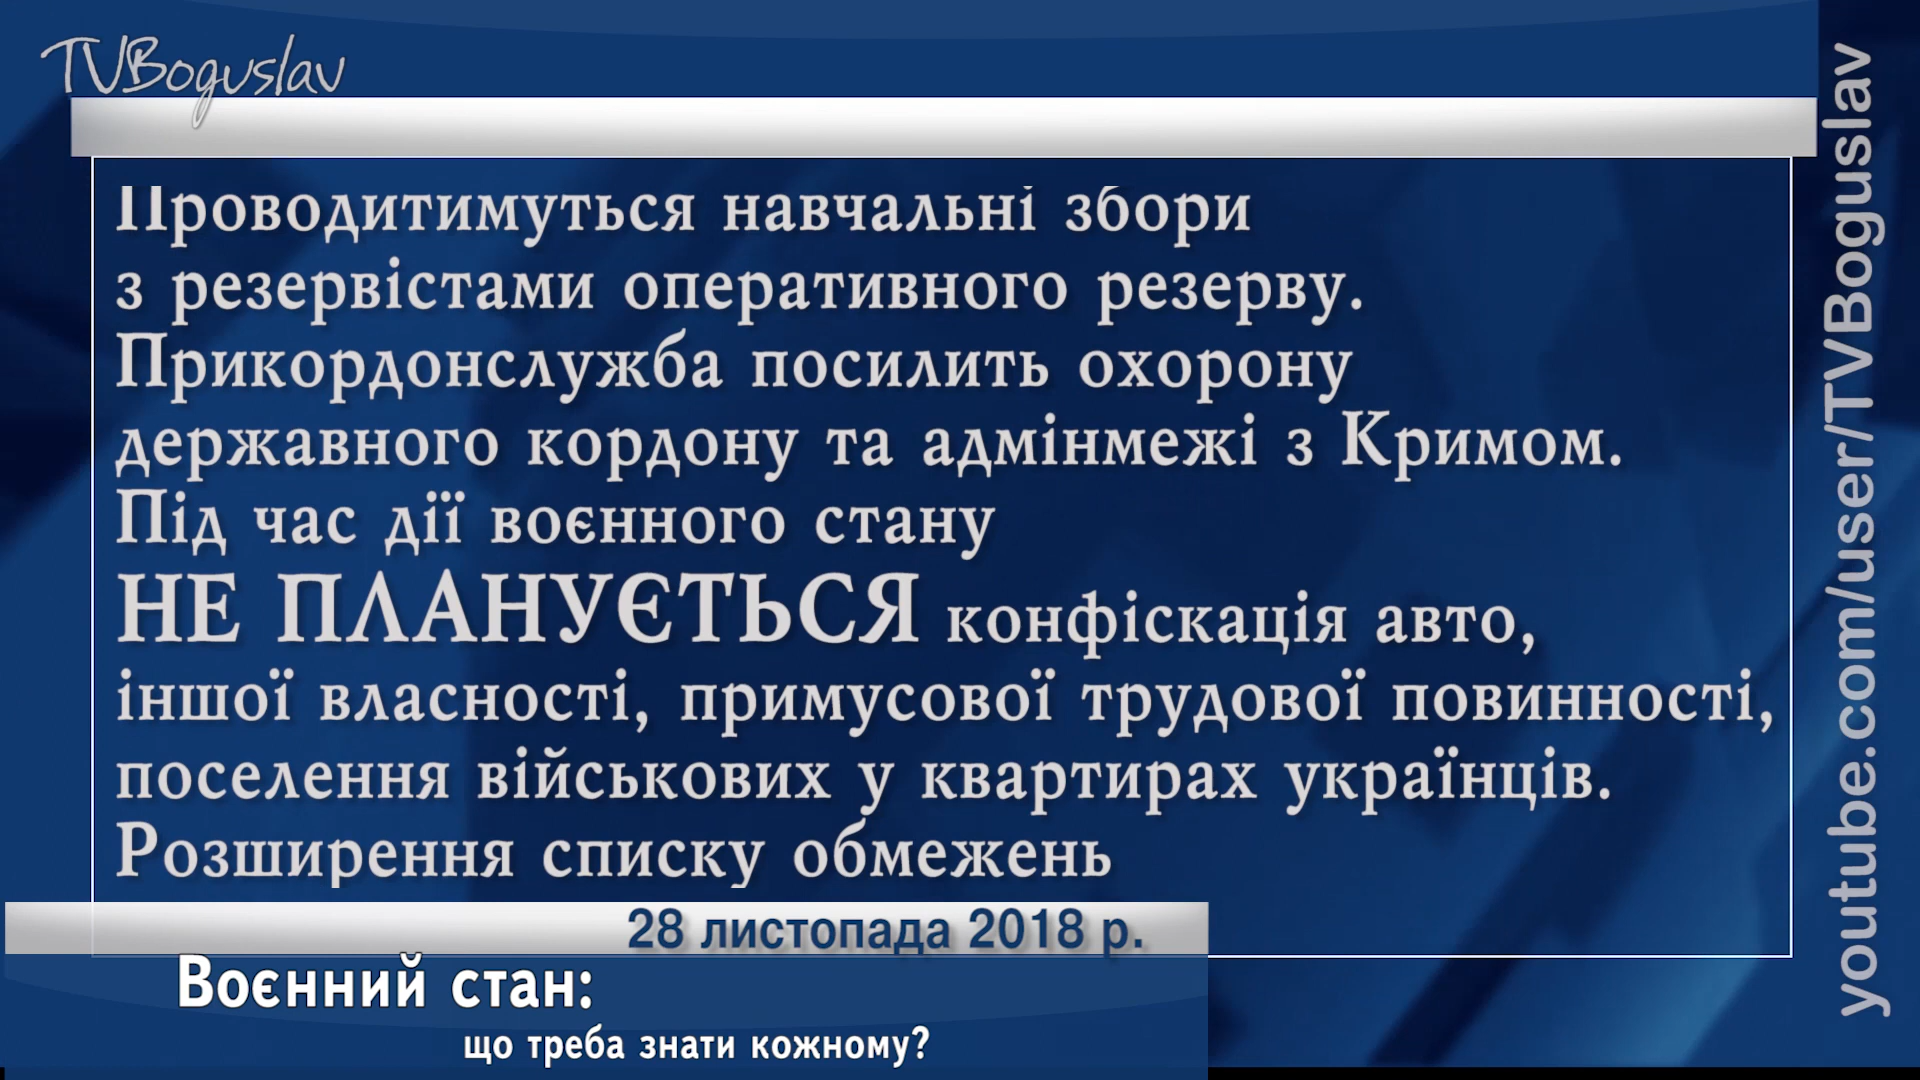 TVBoguslav
Проводитимуться навчальні збори
з резервістами оперативного резерву.
Прикордонслужба посилить охорону
державного кордону та адмінмежі з Кримом.
Під час дії воєнного стану
НЕ ПЛАНУЄТЬСЯ конфіскація авто,
іншої власності, примусової трудової повинності,
поселення військових у квартирах українців.
Розширення списку обмежень
28 листопада 2018 р.
Воєнний стан:
що треба знати кожному?
youtube.com/user/TVBoguslav